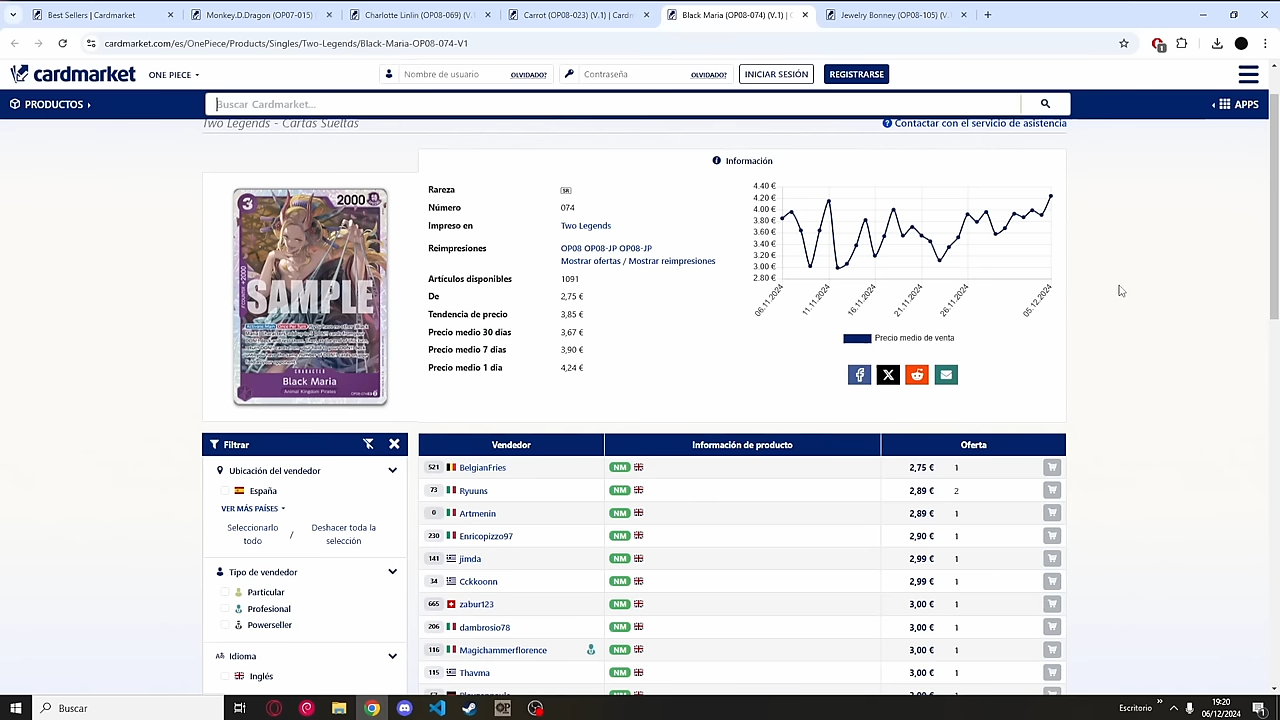 Best Sellers | Cardmarket
Monkey.D.Dragon (OP07-015)
Charlotte Linlin (OP08-069) (V.1
Carrot (OP08-023) (V.1) | Cardm
Black Maria (OP08-074) (V.1) | C
Jewelry Bonney (OP08-105) (V.
cardmarket.com/es/OnePiece/Products/Singles/Two-Legends/Black-Maria-OP08-074-V1
cardmarket
ONE PIECE
Nombre de usuario
OLVIDADO?
Contraseña
OLVIDADO?
INICIAR SESIÓN
REGISTRARSE
PRODUCTOS
Buscar Cardmarket...
APPS
Two Legends - Cartas Sueltas
Contactar con el servicio de asistencia
Información
3
2000
SAMPLE
CHARACTER
Black Maria
Animal Kingdom Pirates
Rareza SR
Número 074
Impreso en Two Legends
Reimpresiones OP08 OP08-JP OP08-JP
Mostrar ofertas / Mostrar reimpresiones
Artículos disponibles 1091
De 2,75 €
Tendencia de precio 3,85 €
Precio medio 30 días 3,67 €
Precio medio 7 días 3,90 €
Precio medio 1 día 4,24 €
4.40 €
4.20 €
4.00 €
3.80 €
3.60 €
3.40 €
3.20 €
3.00 €
2.80 €
06.11.2024
11.11.2024
16.11.2024
21.11.2024
26.11.2024
05.12.2024
Precio medio de venta
Filtrar
Ubicación del vendedor
España
VER MÁS PAÍSES
Seleccionarlo todo / Deshacer toda la selección
Tipo de vendedor
Particular
Profesional
Powerseller
Idioma
Inglés
Vendedor Información de producto Oferta
521 BelgianFries NM 2,75 € 1
73 Ryuuns NM 2,89 € 2
0 Artmenin NM 2,89 € 1
230 Enricopizzo97 NM 2,90 € 1
141 jimda NM 2,99 € 1
34 Cckkoonn NM 2,99 € 1
665 zabur123 NM 3,00 € 1
206 dambrosio78 NM 3,00 € 1
116 Magichammerflorence NM 3,00 € 1
115 Thavma NM 3,00 € 1
Buscar
Escritorio
19:20
06/12/2024